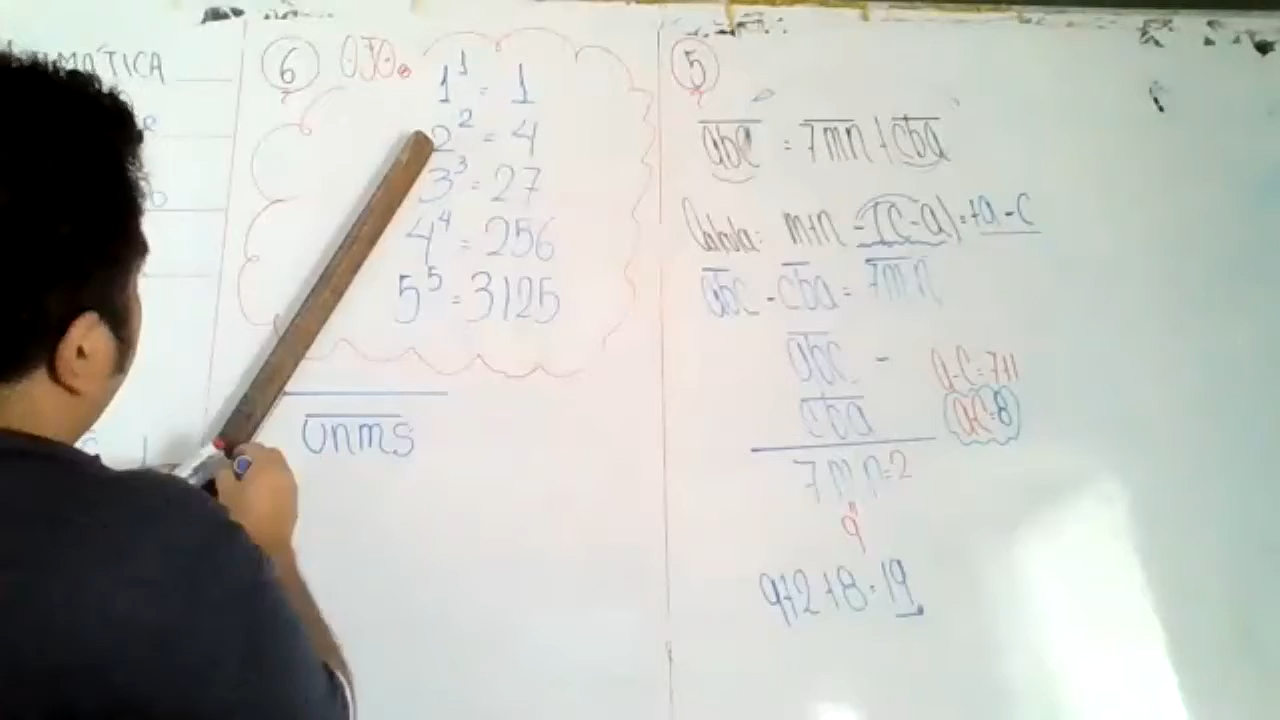 MÁTICA
⑥ OJO.
1¹ = 1
2² = 4
3³ = 27
4⁴ = 256
5⁵ = 3125
unms
⑤
abc = 7mn + cba
Calcula: m+n -(c-a) = +a-c
abc - cba = 7mn
abc -
cba
a-c=7+1
a-c=8
7mn=2
9
9+2+8=19